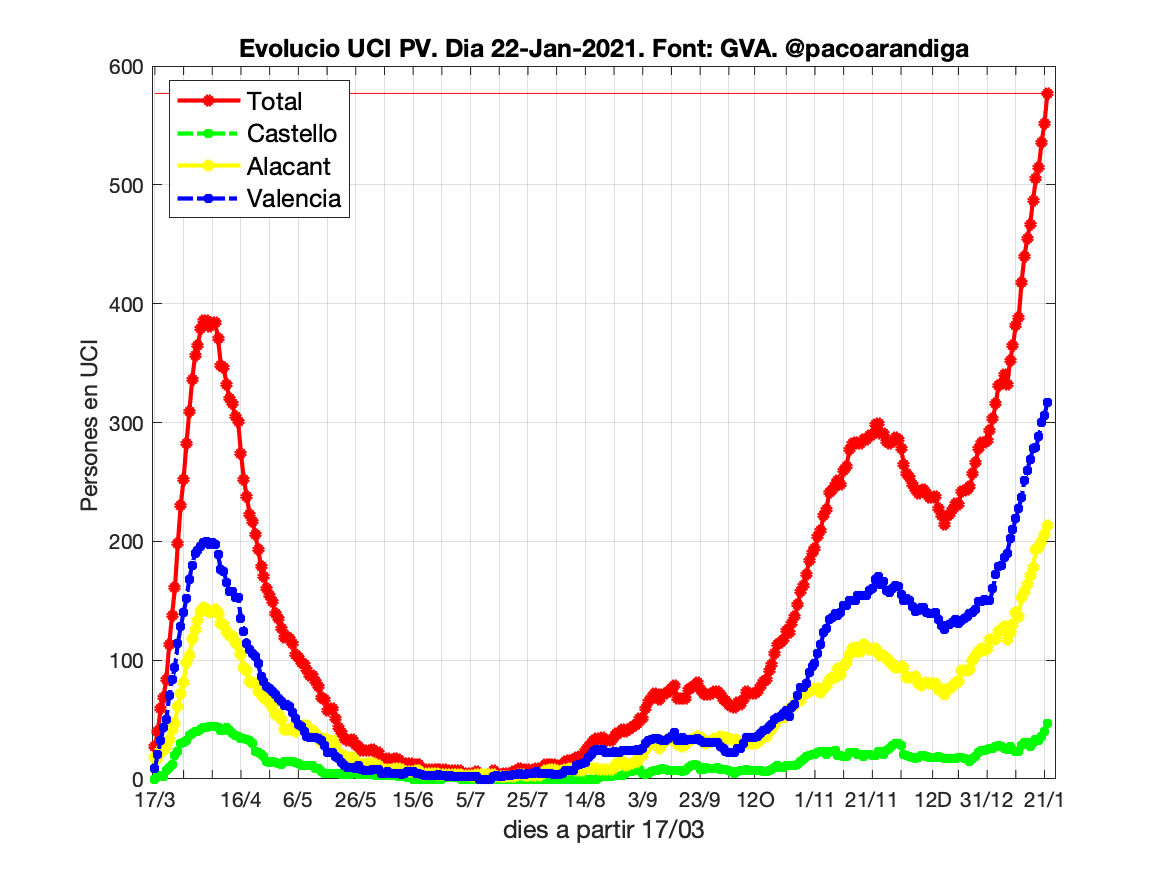 Evolucio UCI PV. Dia 22-Jan-2021. Font: GVA. @pacoarandiga
600
500
400
300
200
100
0
Persones en UCI
Total
Castello
Alacant
Valencia
17/3 16/4 6/5 26/5 15/6 5/7 25/7 14/8 3/9 23/9 12O 1/11 21/11 12D 31/12 21/1
dies a partir 17/03